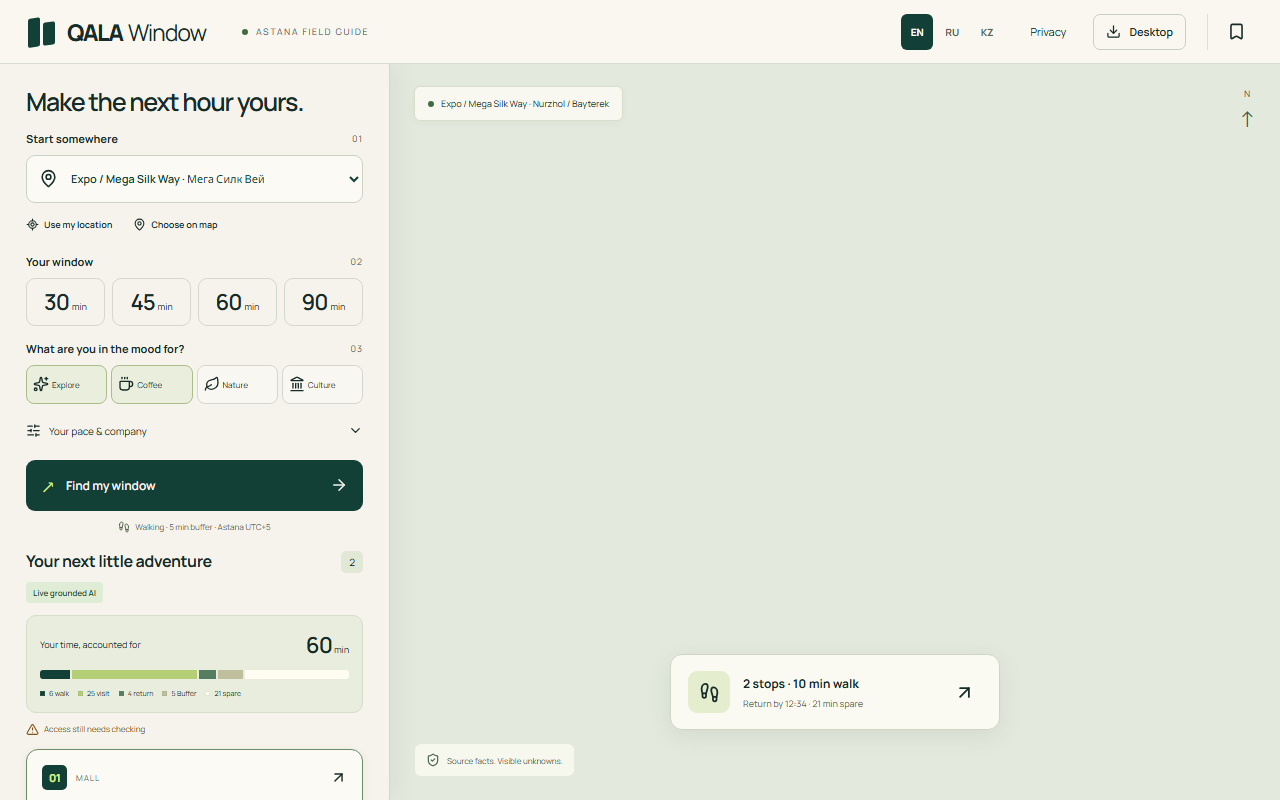 QALA Window
ASTANA FIELD GUIDE
EN RU KZ Privacy Desktop
Make the next hour yours.
Start somewhere 01
Expo / Mega Silk Way · Мега Силк Вей
Use my location Choose on map
Your window 02
30 min 45 min 60 min 90 min
What are you in the mood for? 03
Explore Coffee Nature Culture
Your pace & company
Find my window
Walking · 5 min buffer · Astana UTC+5
Your next little adventure 2
Live grounded AI
Your time, accounted for 60 min
6 walk 25 visit 4 return 5 Buffer 21 spare
Access still needs checking
01 MALL
Expo / Mega Silk Way · Nurzhol / Bayterek
N
2 stops · 10 min walk
Return by 12:34 · 21 min spare
Source facts. Visible unknowns.